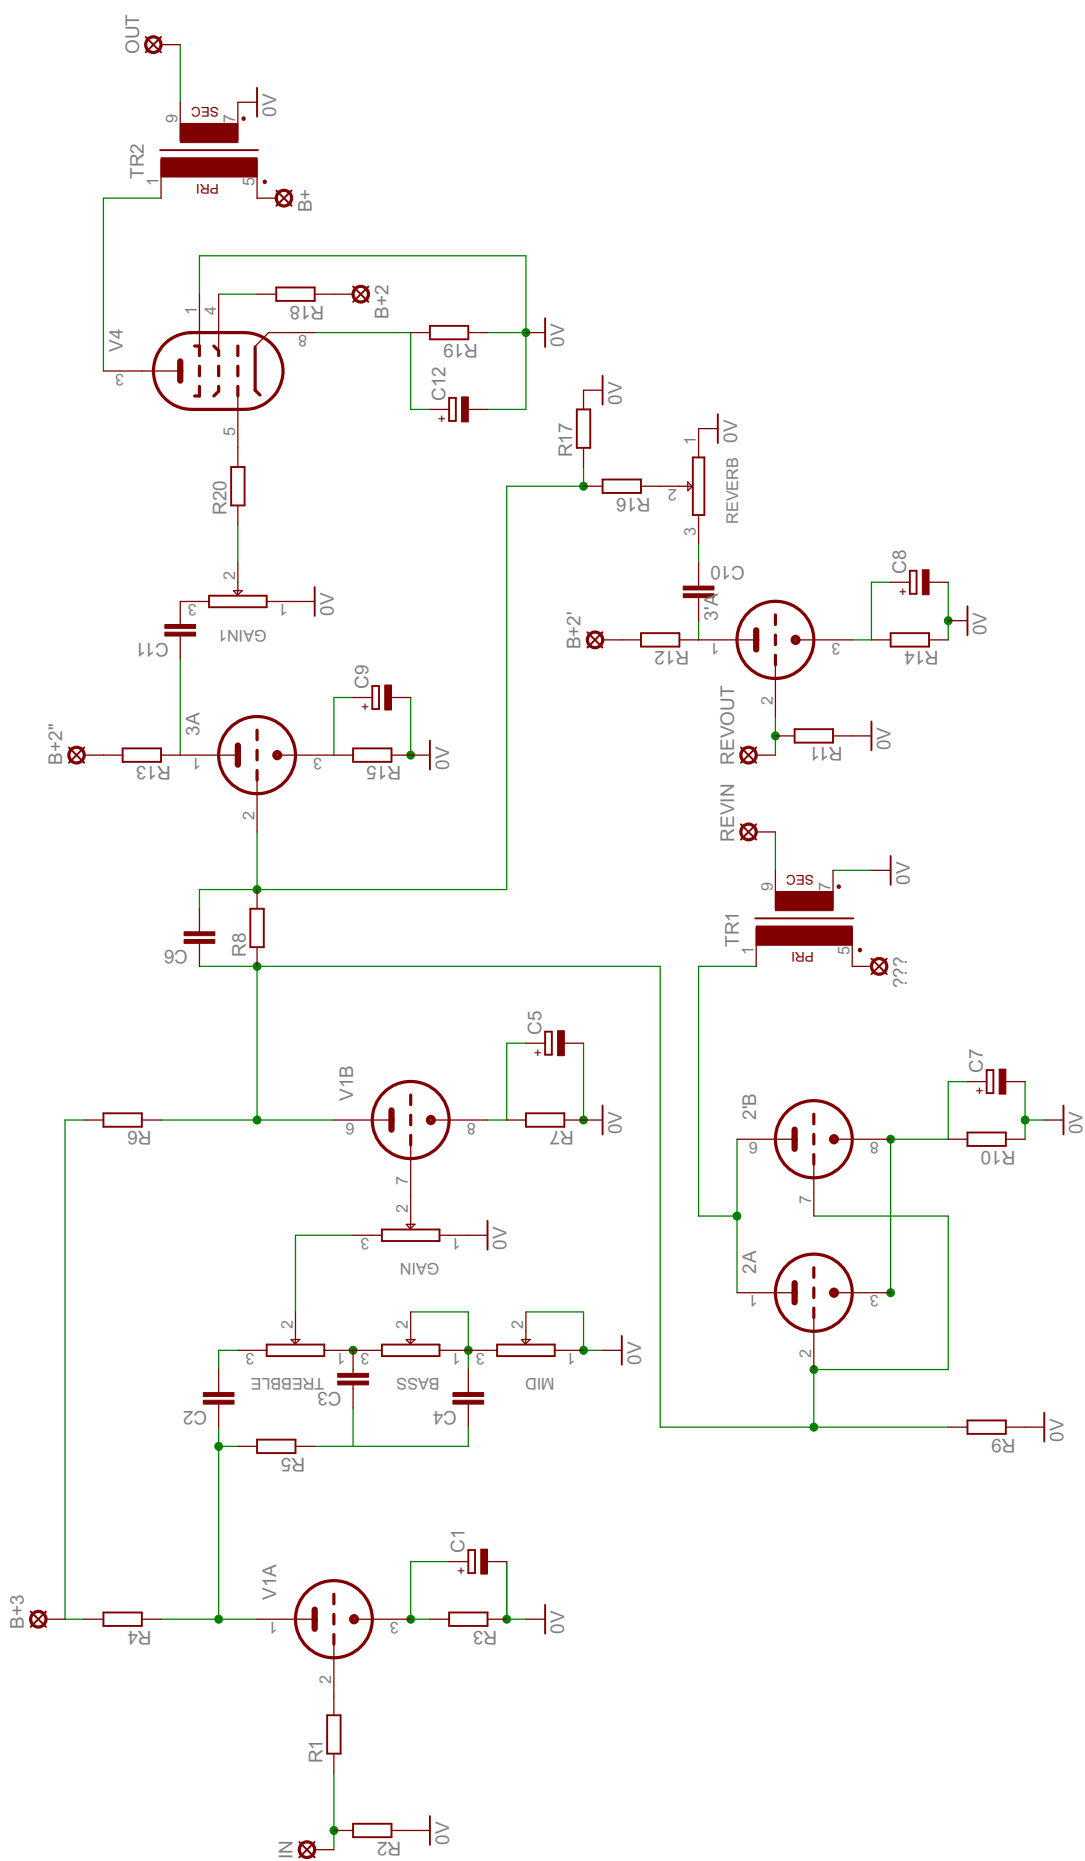 IN
R2
0V
R1
B+3
R4
V1A
1
2
3
R3
C1
0V
C2
R5
TREBBLE
3
2
1
C3
BASS
3
2
1
C4
MID
3
2
1
0V
GAIN
3
2
1
0V
R6
V1B
6
7
8
R7
C5
0V
C6
R8
B+2"
R13
3A
1
2
3
R15
C9
0V
C11
GAIN1
3
2
1
0V
R20
V4
3
5
1
4
8
R18
B+2
R19
C12
0V
TR2
1
PRI
5
B+
9
SEC
7
0V
OUT
R9
0V
2A
1
2
3
2'B
6
7
8
R10
C7
0V
TR1
1
PRI
5
???
9
SEC
7
0V
REVIN
REVOUT
R11
0V
B+2'
R12
3'A
1
2
3
R14
C8
0V
C10
REVERB
3
2
1
0V
R16
R17
0V